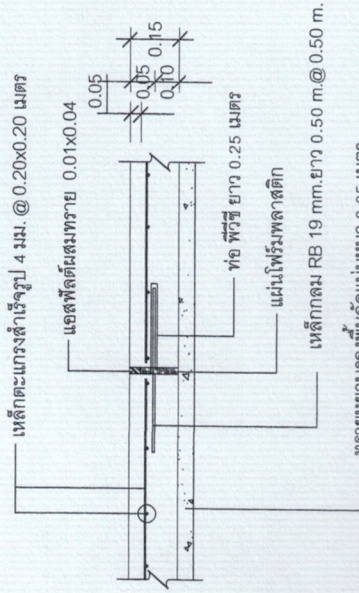 เหล็กตะแกรงสำเร็จรูป 4 มม. @ 0.20x0.20 เมตร
แอสฟัลต์ผสมทราย 0.01x0.04
0.05
0.05
0.10
0.15
ท่อ พีวีซี ยาว 0.25 เมตร
แผ่นโฟร์มพลาสติก
เหล็กกลม RB 19 mm.ยาว 0.50 m.@ 0.50 m.